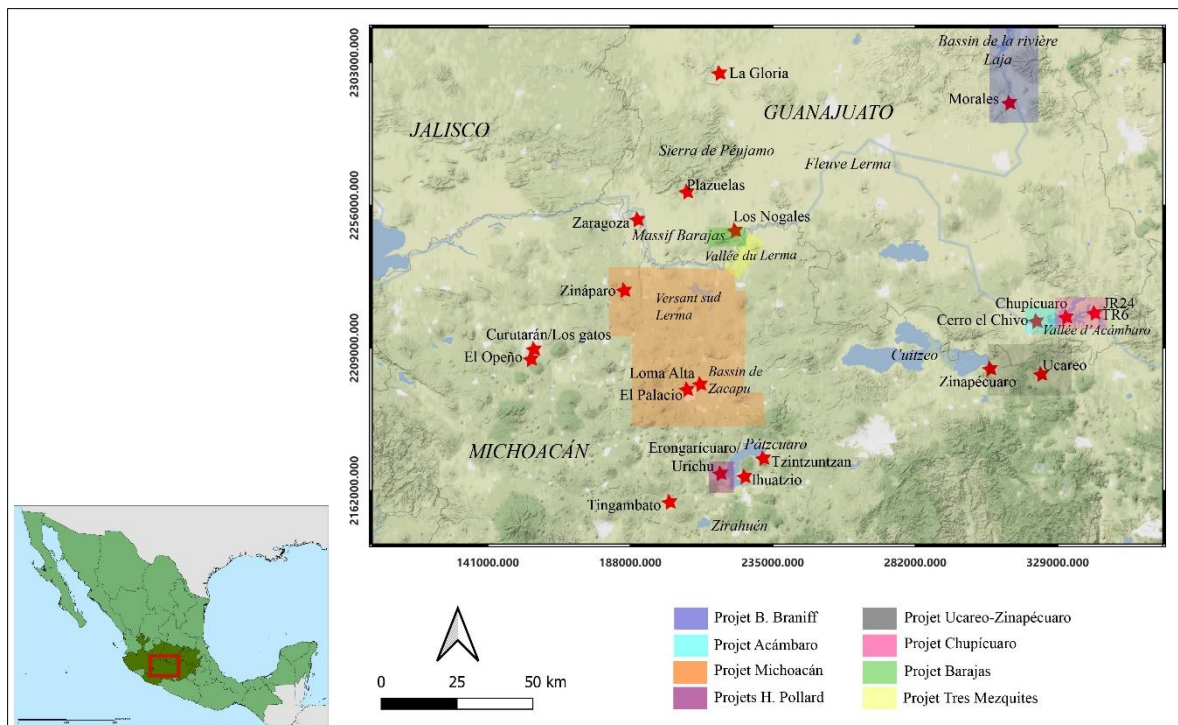 Bassin de la rivière
Laja
La Gloria
Morales
GUANAJUATO
JALISCO
Sierra de Pénjamo
Fleuve Lerma
Plazuelas
Zaragoza
Los Nogales
Massif Barajas
Vallée du Lerma
Zináparo
Versant sud
Lerma
Chupícuaro
JR24
Cerro el Chivo
TR6
Vallée d'Acámbaro
Curutarán/Los gatos
El Opeño
Cuitzeo
Ucareo
Zinapécuaro
Loma Alta
Bassin de
Zacapu
El Palacio
MICHOACÁN
Erongarícuaro/
Pátzcuaro
Urichu
Tzintzuntzan
Ihuatzio
Tingambato
Zirahuén
2303000.000
2256000.000
2209000.000
2162000.000
141000.000
188000.000
235000.000
282000.000
329000.000
0
25
50 km
Projet B. Braniff
Projet Acámbaro
Projet Michoacán
Projets H. Pollard
Projet Ucareo-Zinapécuaro
Projet Chupícuaro
Projet Barajas
Projet Tres Mezquites